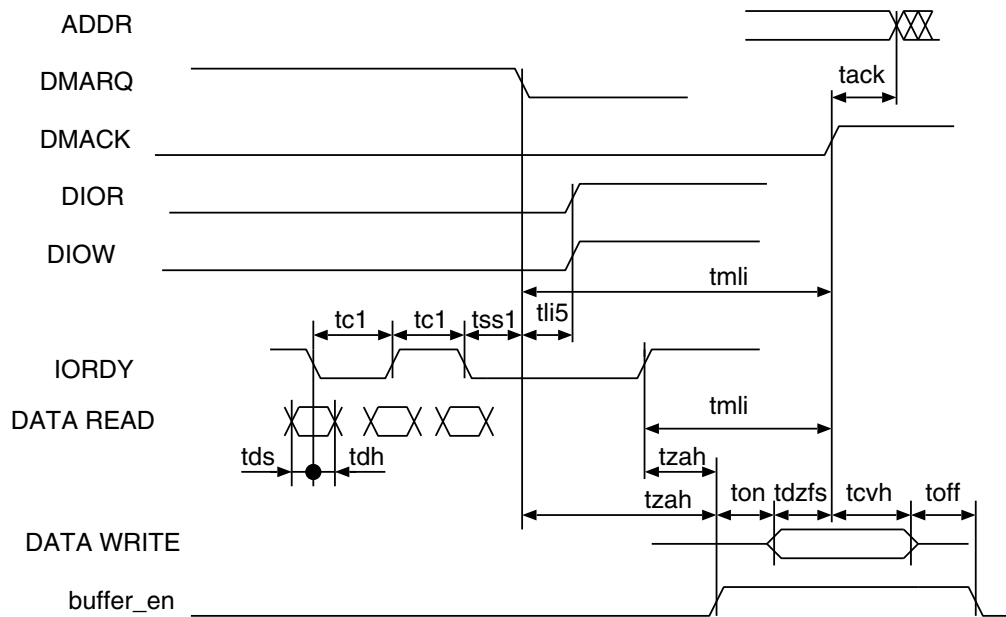 ADDR
DMARQ
tack
DMACK
DIOR
DIOW
tmli
tc1 tc1 tss1 tli5
IORDY
DATA READ
tmli
tds tdh tzah
tzah ton tdzfs tcvh toff
DATA WRITE
buffer_en